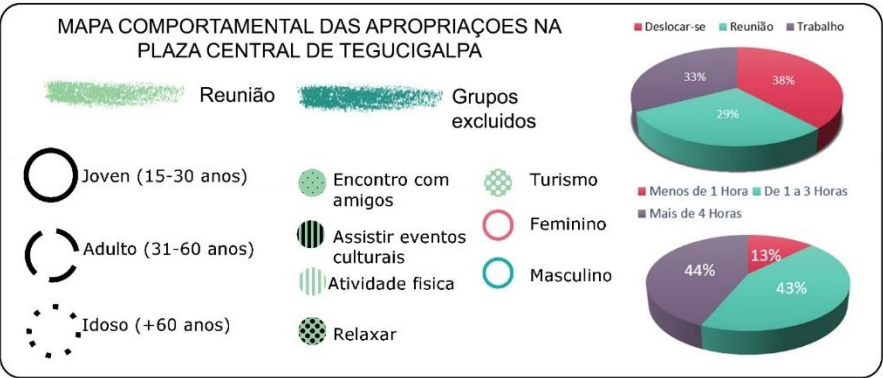 MAPA COMPORTAMENTAL DAS APROPRIAÇOES NA
PLAZA CENTRAL DE TEGUCIGALPA
Reunião
Grupos
excluidos
Joven (15-30 anos)
Adulto (31-60 anos)
Idoso (+60 anos)
Encontro com
amigos
Assistir eventos
culturais
Atividade fisica
Relaxar
Turismo
Feminino
Masculino
Deslocar-se Reunião Trabalho
33%
38%
29%
Menos de 1 Hora De 1 a 3 Horas
Mais de 4 Horas
44%
13%
43%